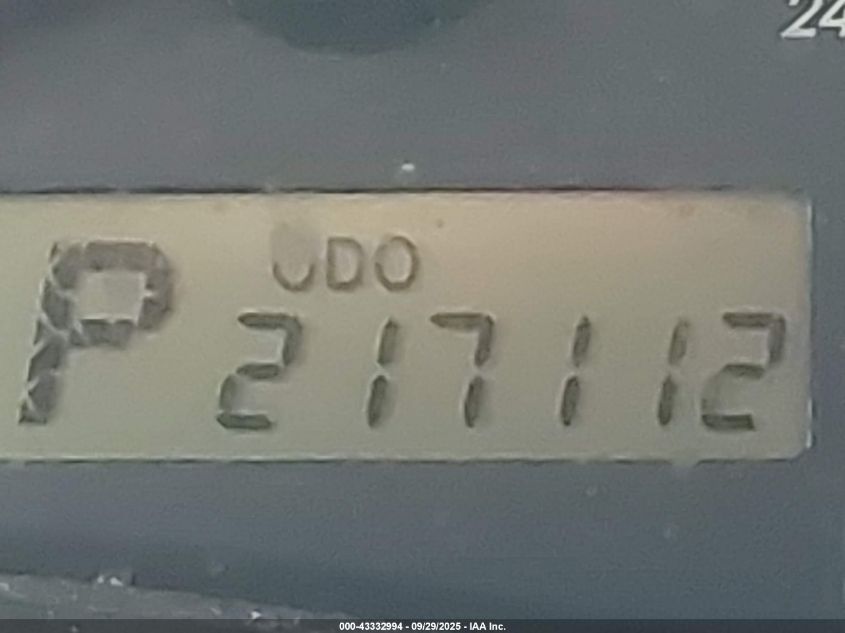 24
ODO
P 217112
000-43332994 - 09/29/2025 - IAA Inc.